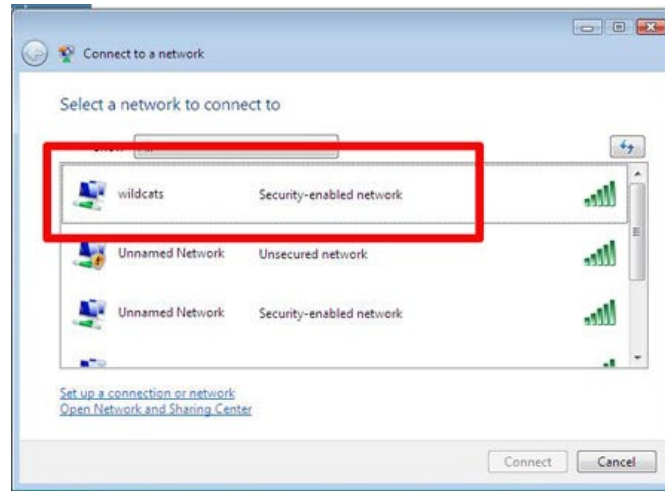 Connect to a network
Select a network to connect to
wildcats Security-enabled network
Unnamed Network Unsecured network
Unnamed Network Security-enabled network
Set up a connection or network
Open Network and Sharing Center
Connect Cancel